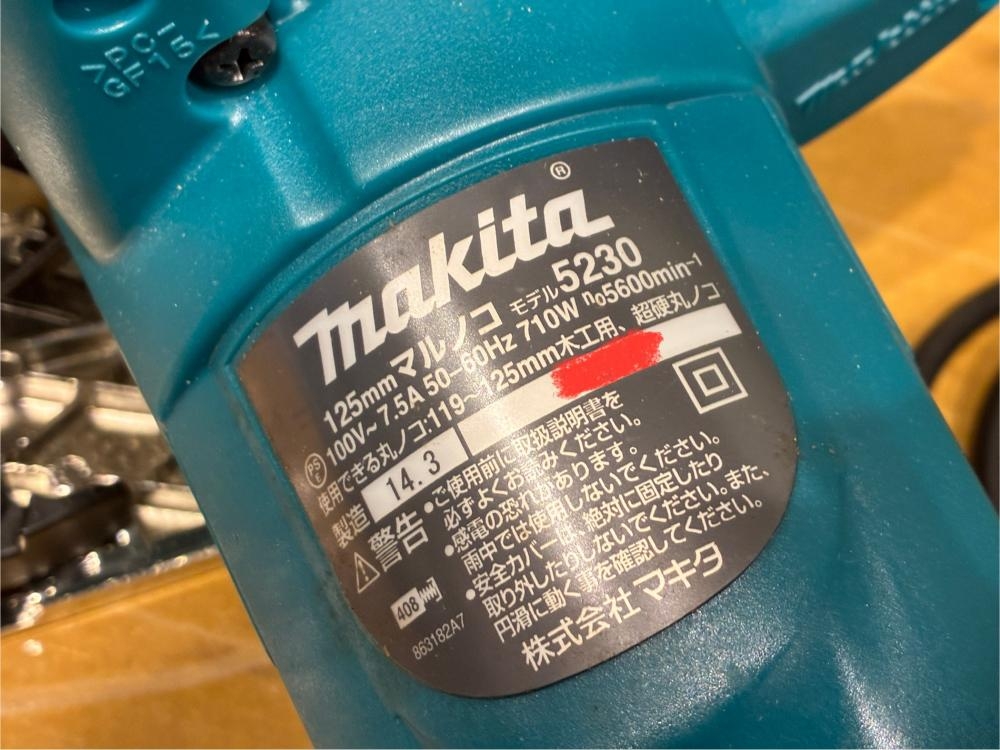 >PC<
GF15<
makita®
125mmマルノコ モデル5230
100V~ 7.5A 50-60Hz 710W n₀5600min⁻¹
使用できる丸ノコ:119~125mm木工用、超硬丸ノコ
製造 14.3
警告
•ご使用前に取扱説明書を
必ずよくお読みください。
•感電の恐れがあります。
雨中では使用しないでください。
•安全カバーは、絶対に固定したり
取り外したりしないでください。また、
円滑に動く事を確認してください。
株式会社 マキタ
408
863182A7
PS
E
makita